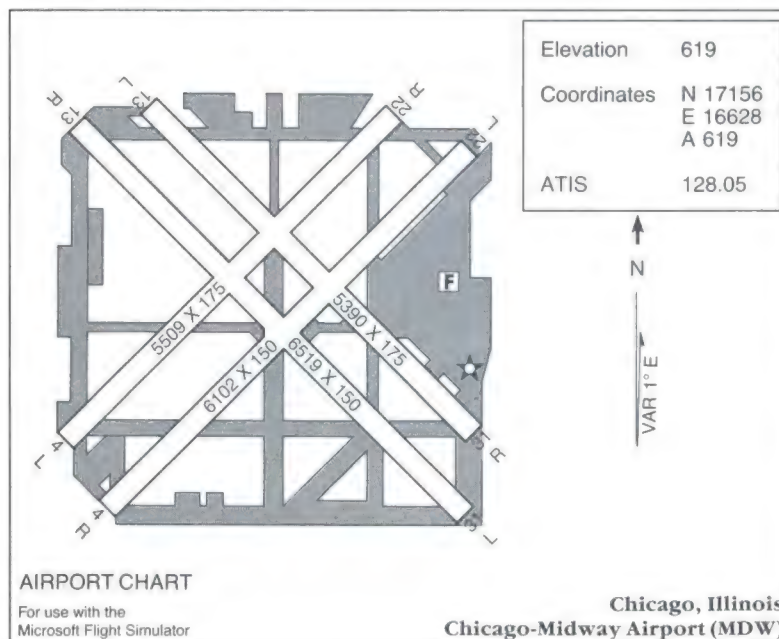 Elevation 619
Coordinates N 17156
E 16628
A 619
ATIS 128.05
N
VAR 1° E
13 R
13 L
22 R
22 L
F
5509 X 175
5390 X 175
6102 X 150
6519 X 150
4 L
4 R
31 R
31 L
AIRPORT CHART
For use with the
Microsoft Flight Simulator
Chicago, Illinois
Chicago-Midway Airport (MDW)